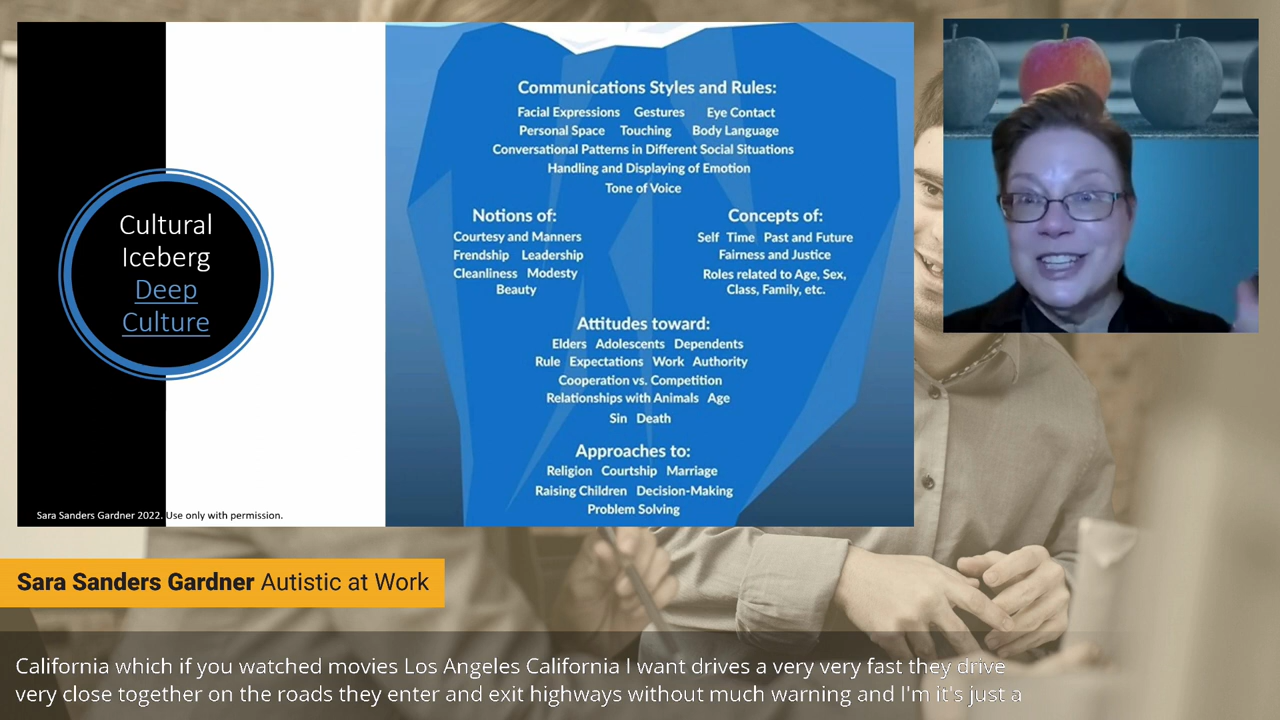 Cultural
Iceberg
Deep
Culture
Sara Sanders Gardner 2022. Use only with permission.
Communications Styles and Rules:
Facial Expressions Gestures Eye Contact
Personal Space Touching Body Language
Conversational Patterns in Different Social Situations
Handling and Displaying of Emotion
Tone of Voice
Notions of:
Courtesy and Manners
Frendship Leadership
Cleanliness Modesty
Beauty
Concepts of:
Self Time Past and Future
Fairness and Justice
Roles related to Age, Sex,
Class, Family, etc.
Attitudes toward:
Elders Adolescents Dependents
Rule Expectations Work Authority
Cooperation vs. Competition
Relationships with Animals Age
Sin Death
Approaches to:
Religion Courtship Marriage
Raising Children Decision-Making
Problem Solving
Sara Sanders Gardner Autistic at Work
California which if you watched movies Los Angeles California I want drives a very very fast they drive
very close together on the roads they enter and exit highways without much warning and I'm it's just a